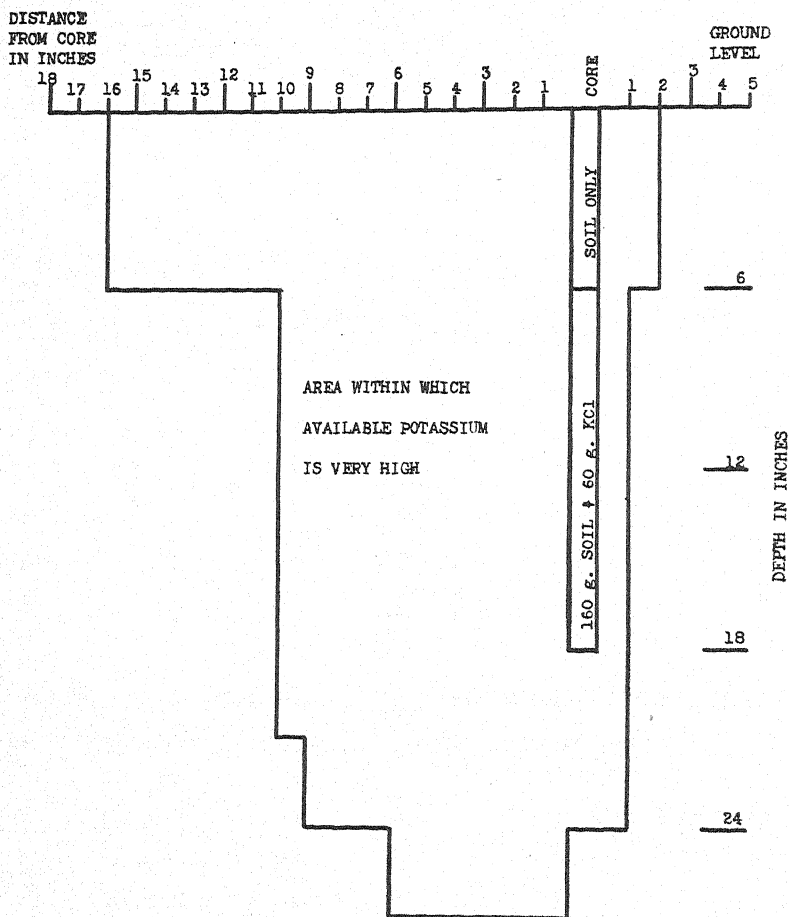 DISTANCE
FROM CORE
IN INCHES
GROUND
LEVEL
18 17 16 15 14 13 12 11 10 9 8 7 6 5 4 3 2 1 CORE 1 2 3 4 5
SOIL ONLY
6
AREA WITHIN WHICH
AVAILABLE POTASSIUM
IS VERY HIGH
160 g. SOIL + 60 g. KCl
12
DEPTH IN INCHES
18
24